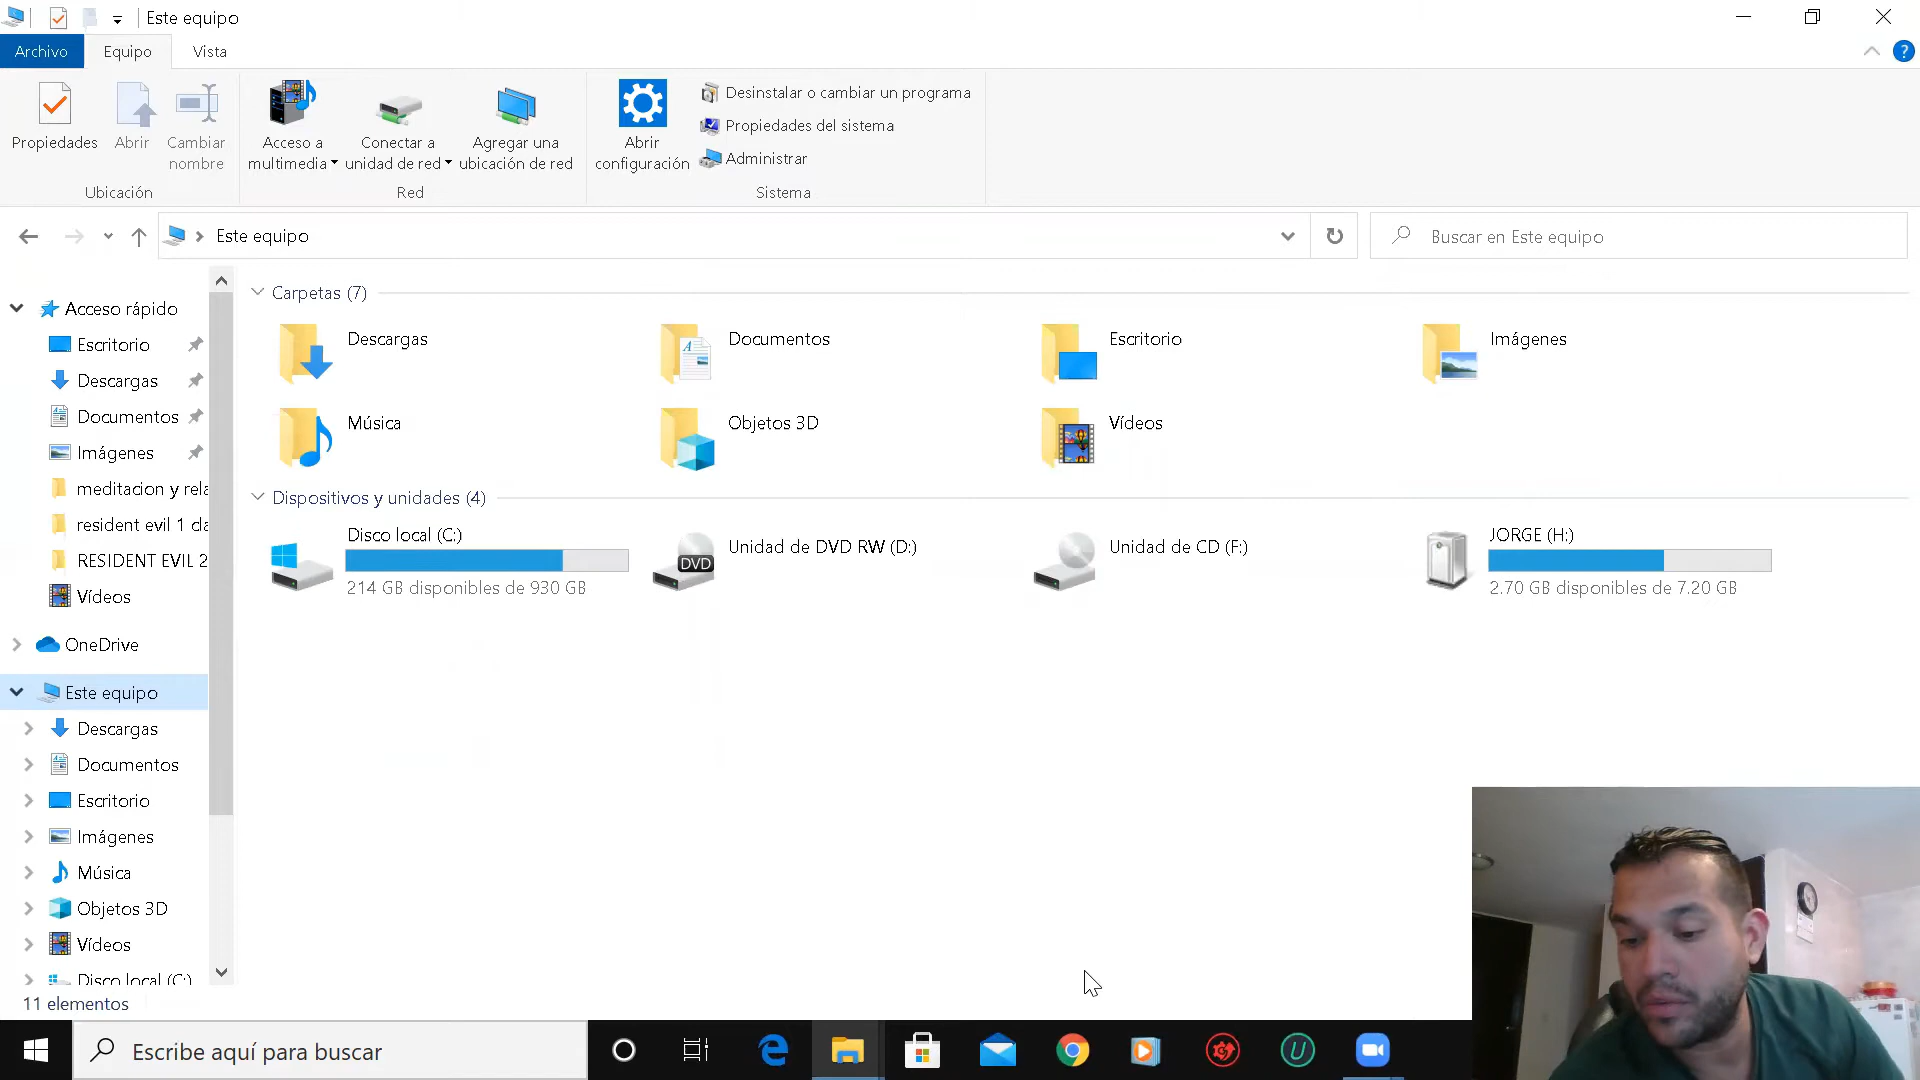 Este equipo
Archivo
Equipo
Vista
Propiedades
Abrir
Cambiar
nombre
Ubicación
Acceso a
multimedia
Conectar a
unidad de red
Agregar una
ubicación de red
Red
Abrir
configuración
Desinstalar o cambiar un programa
Propiedades del sistema
Administrar
Sistema
Este equipo
Buscar en Este equipo
Acceso rápido
Escritorio
Descargas
Documentos
Imágenes
meditacion y rela
resident evil 1 cla
RESIDENT EVIL 2
Vídeos
OneDrive
Este equipo
Descargas
Documentos
Escritorio
Imágenes
Música
Objetos 3D
Vídeos
Disco local (C:)
11 elementos
Carpetas (7)
Descargas
Documentos
Escritorio
Imágenes
Música
Objetos 3D
Vídeos
Dispositivos y unidades (4)
Disco local (C:)
214 GB disponibles de 930 GB
DVD
Unidad de DVD RW (D:)
Unidad de CD (F:)
JORGE (H:)
2.70 GB disponibles de 7.20 GB
Escribe aquí para buscar